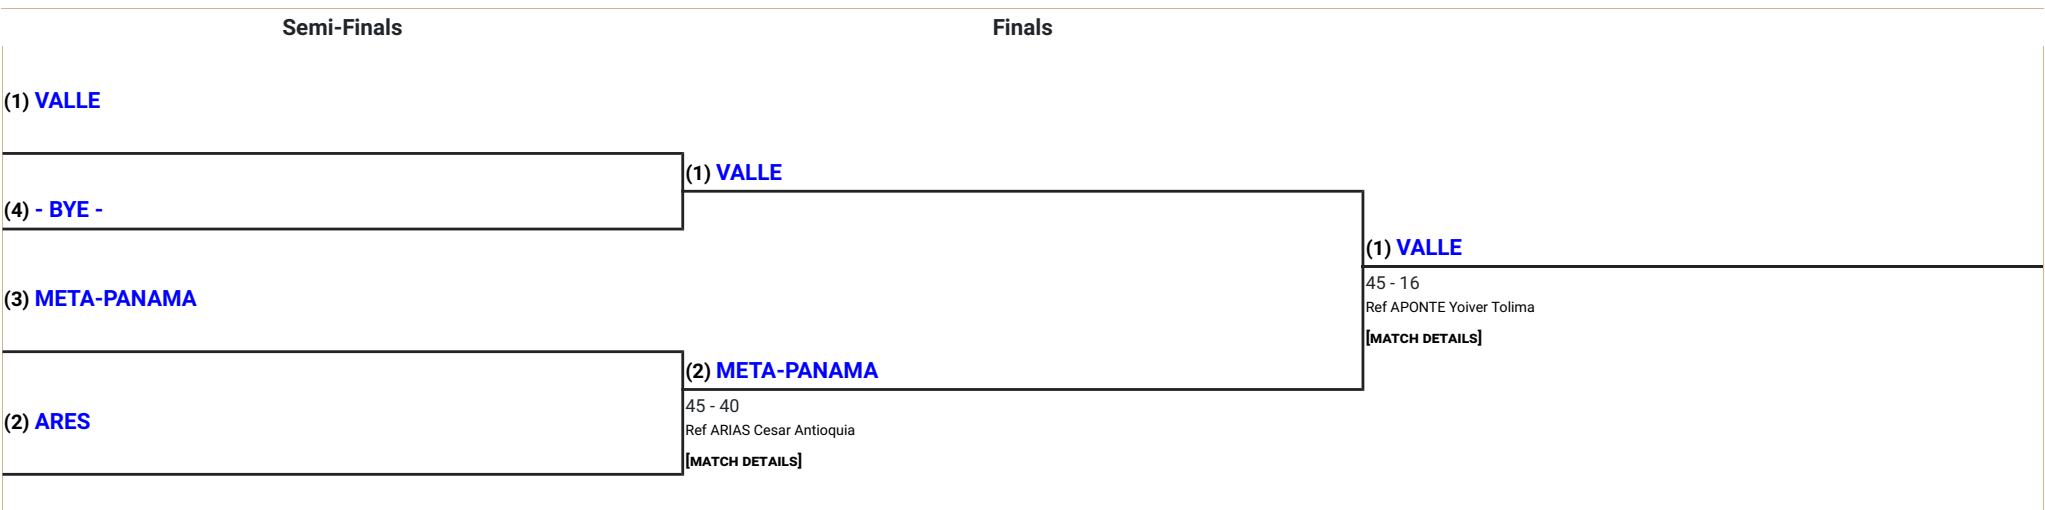 Semi-Finals
Finals
(1) VALLE
(4) - BYE -
(3) META-PANAMA
(2) ARES
(1) VALLE
(2) META-PANAMA
45 - 40
Ref ARIAS Cesar Antioquia
[MATCH DETAILS]
(1) VALLE
45 - 16
Ref APONTE Yoiver Tolima
[MATCH DETAILS]